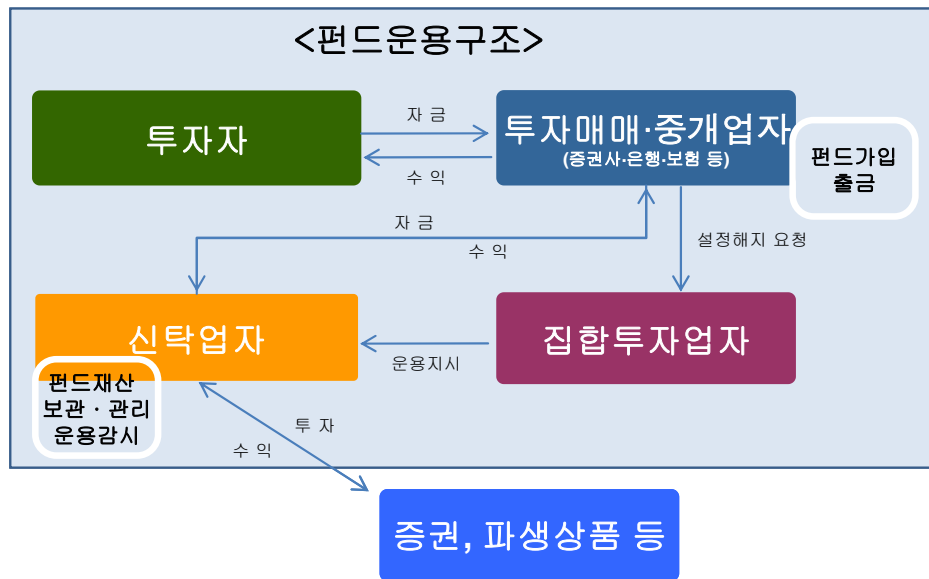 <펀드운용구조>
투자자
자 금
수 익
투자매매·중개업자
(증권사·은행·보험 등)
펀드가입
출금
자 금
수 익
설정해지 요청
신탁업자
운용지시
집합투자업자
펀드재산
보관 · 관리
운용감시
투 자
수 익
증권, 파생상품 등